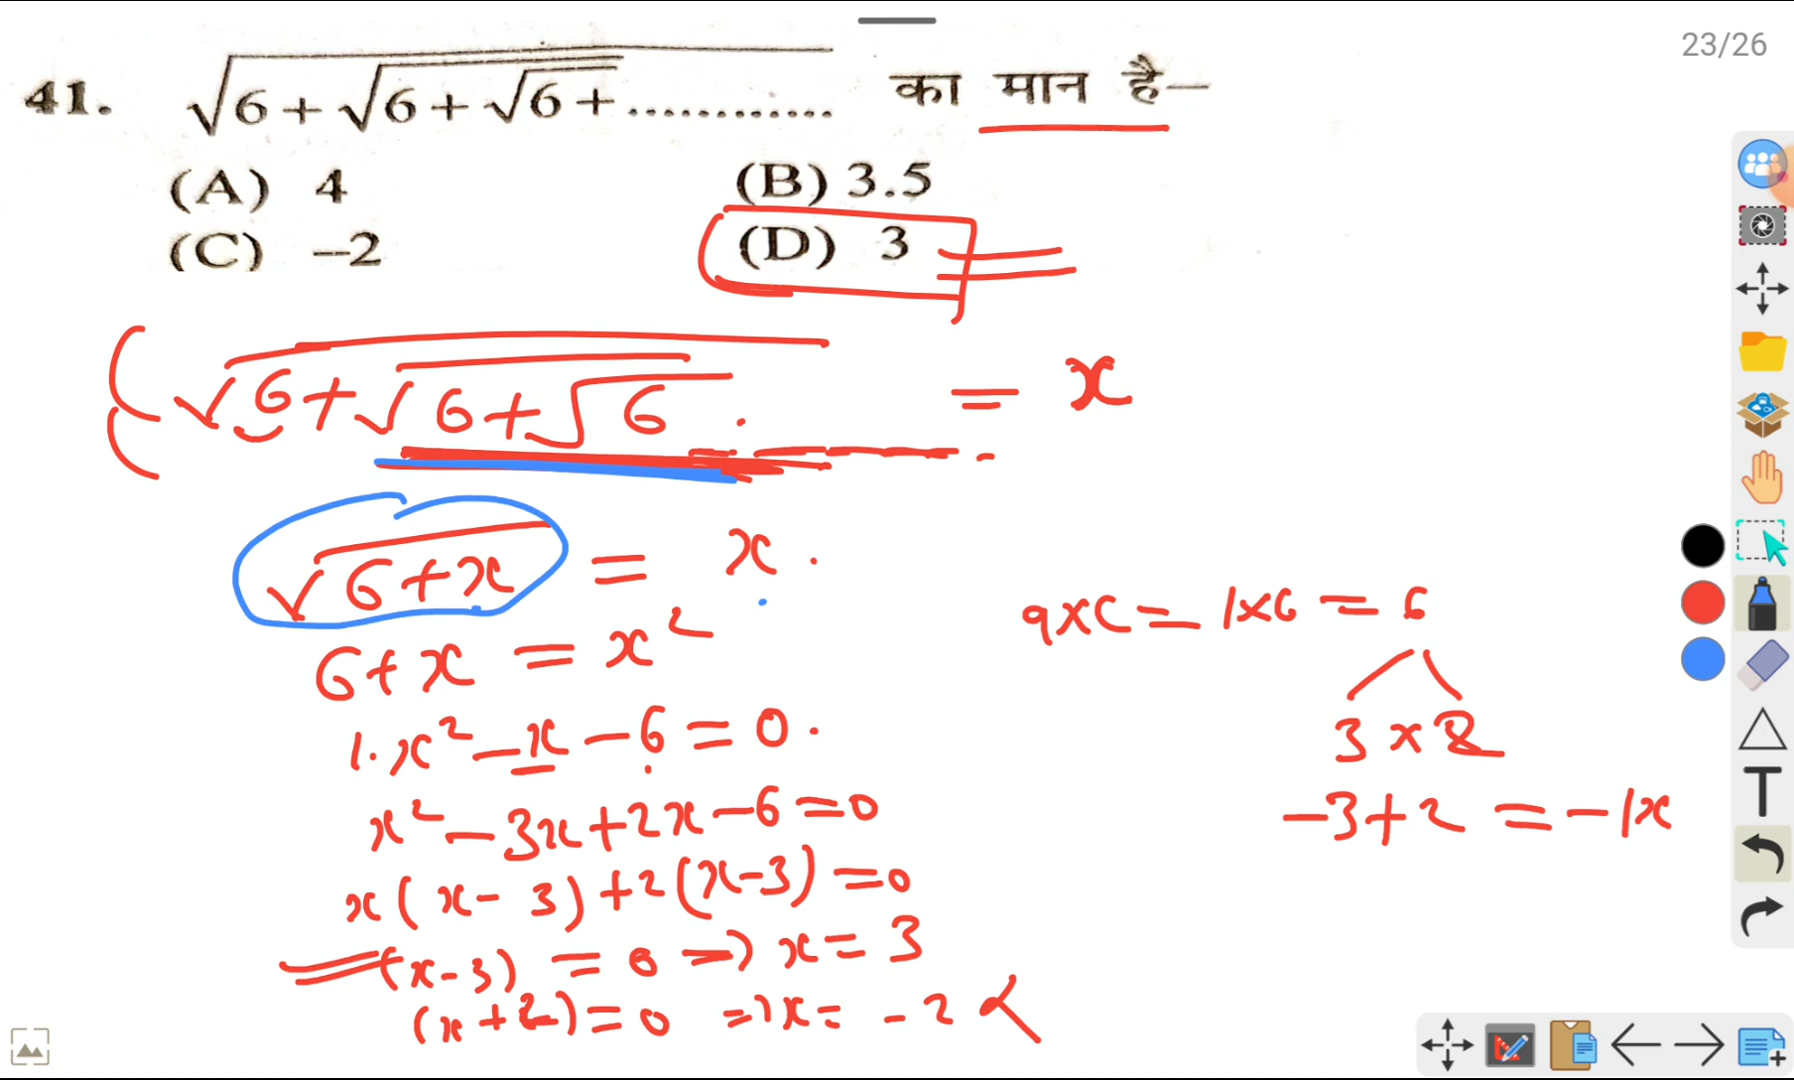 23/26
41. √6 + √6 + √6 + ............ का मान है—
(A) 4 (B) 3.5
(C) –2 (D) 3
√6 + √6 + √6 . ------- . = x
√6+x = x .
6+x = x²
1.x² - x - 6 = 0 .
x² - 3x + 2x - 6 = 0
x(x - 3) + 2(x - 3) = 0
(x - 3) = 0 → x = 3
(x + 2) = 0 ⇒ x = - 2
a×c = 1×6 = 6
3 × 2
-3+2 = -1x
T